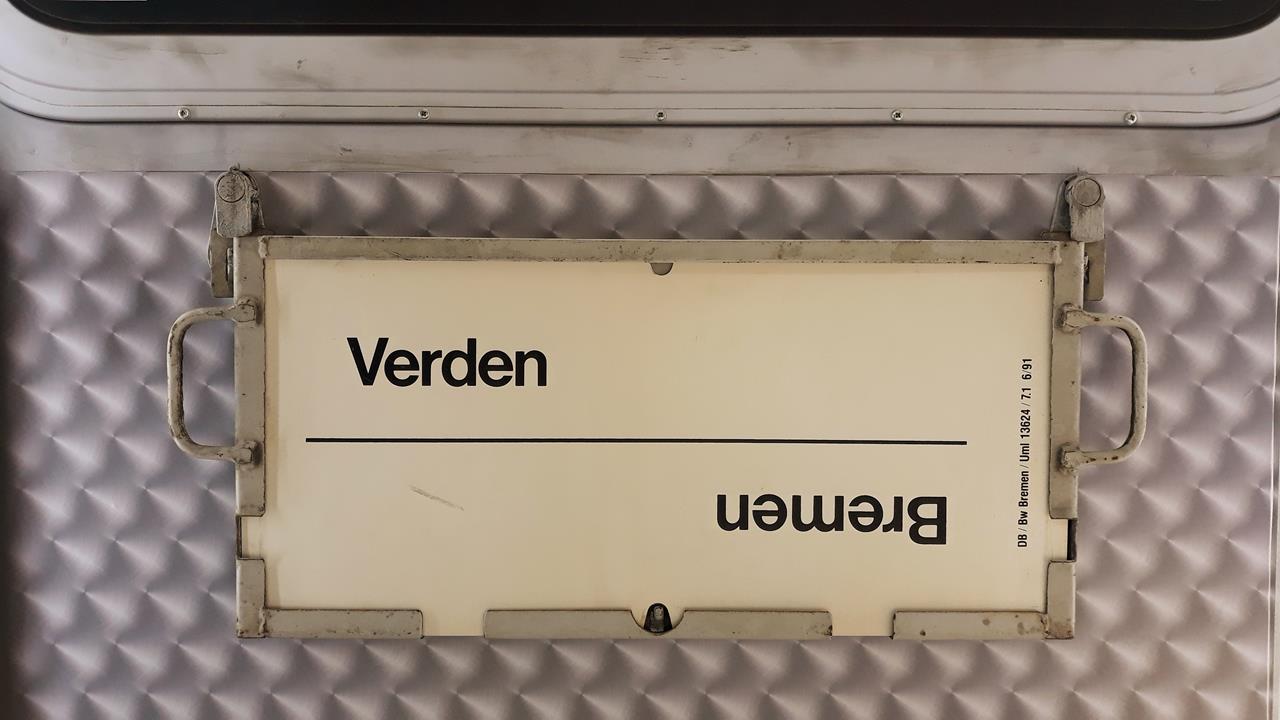 Verden
Bremen
DB / Bw Bremen / Uml 13624 / 7.1 6/91